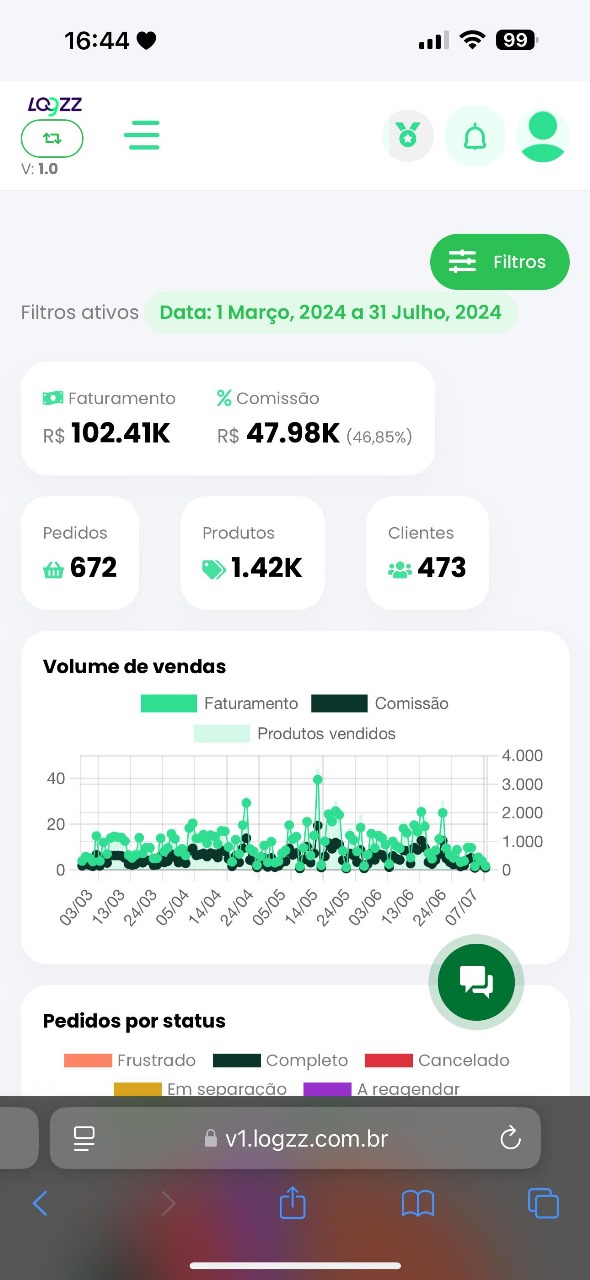 16:44
99
LOGZZ
V: 1.0
Filtros
Filtros ativos Data: 1 Março, 2024 a 31 Julho, 2024
Faturamento % Comissão
R$ 102.41K R$ 47.98K (46,85%)
Pedidos Produtos Clientes
672 1.42K 473
Volume de vendas
Faturamento Comissão
Produtos vendidos
4.000
40 3.000
2.000
20 1.000
0 0
03/03 13/03 24/03 05/04 14/04 24/04 05/05 14/05 24/05 03/06 13/06 24/06 07/07
Pedidos por status
Frustrado Completo Cancelado
Em separação A reagendar
v1.logzz.com.br